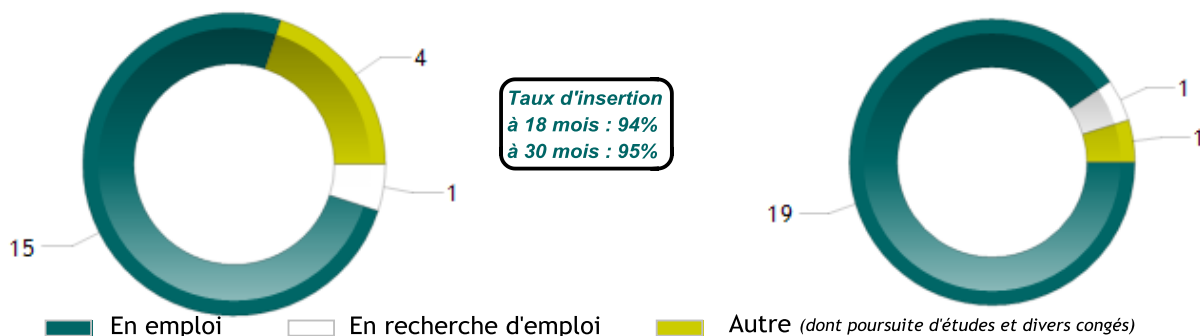 4
1
15
Taux d'insertion
à 18 mois : 94%
à 30 mois : 95%
1
1
19
En emploi
En recherche d'emploi
Autre (dont poursuite d'études et divers congés)